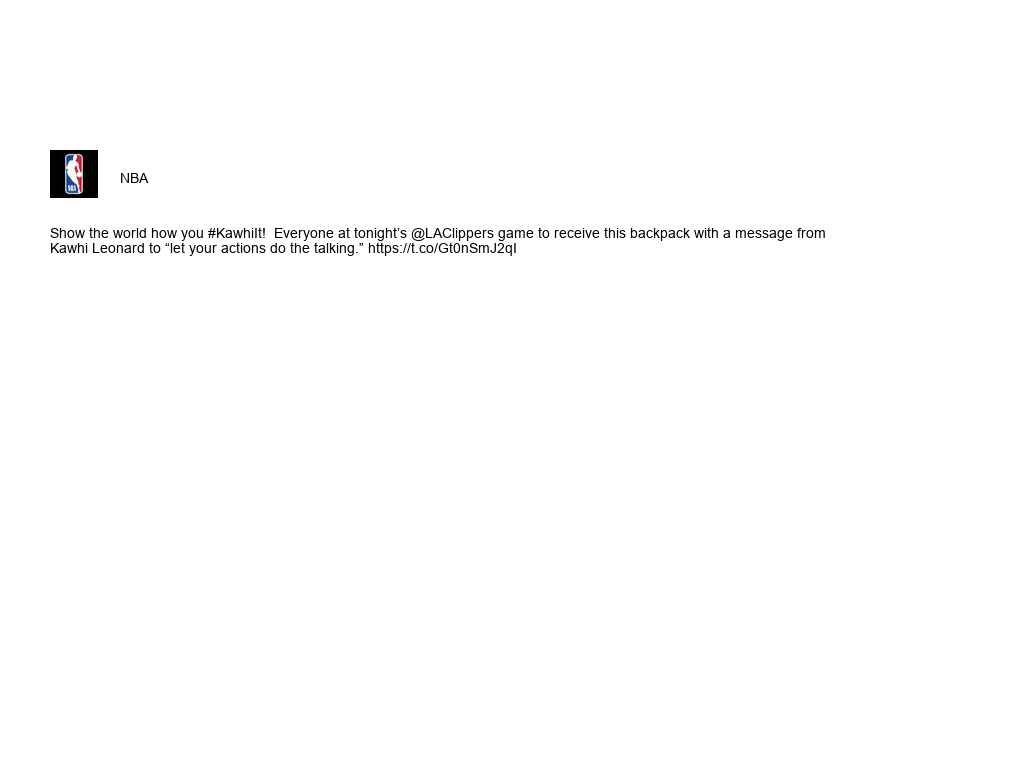 NBA
Show the world how you #KawhiIt!  Everyone at tonight’s @LAClippers game to receive this backpack with a message from
Kawhi Leonard to “let your actions do the talking.” https://t.co/Gt0nSmJ2qI